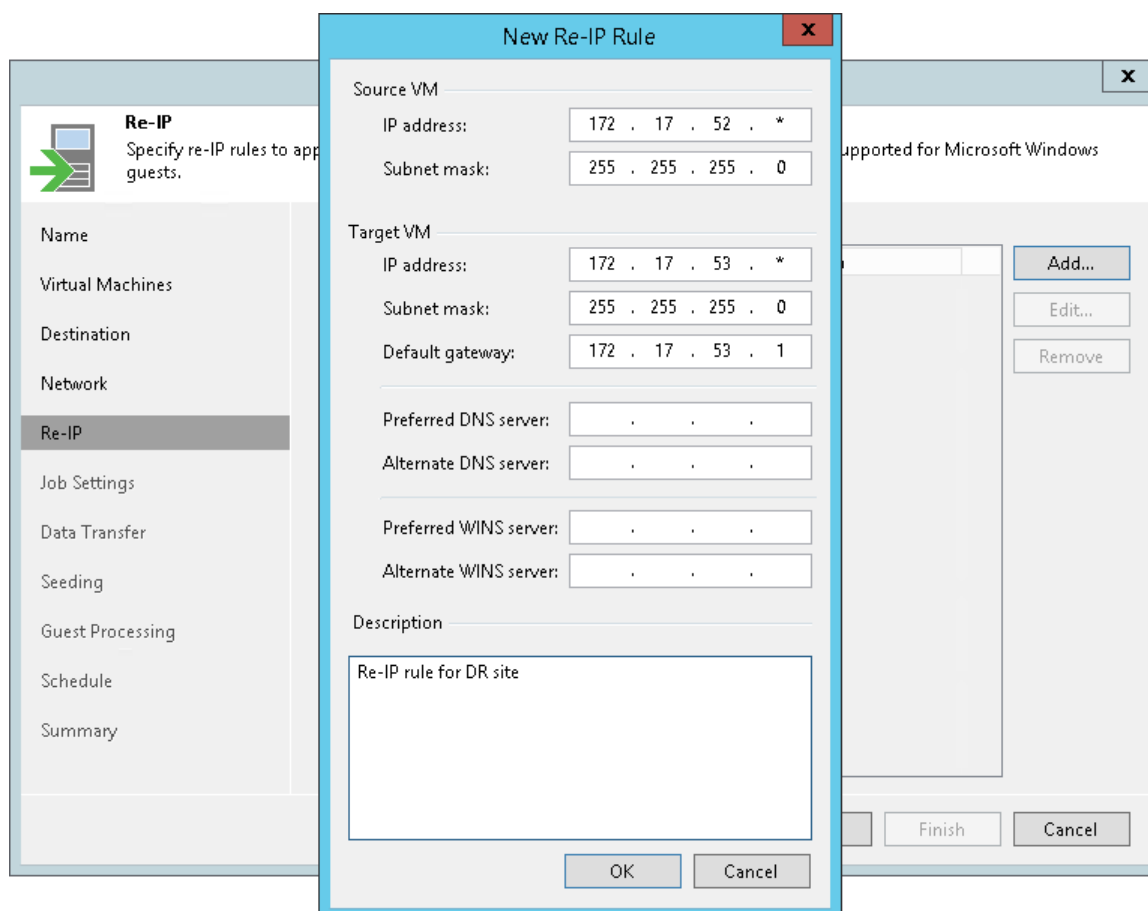 New Re-IP Rule
x
x
Re-IP
Specify re-IP rules to app
upported for Microsoft Windows
guests.
Name
Virtual Machines
Destination
Network
Re-IP
Job Settings
Data Transfer
Seeding
Guest Processing
Schedule
Summary
Source VM
IP address: 172 . 17 . 52 . *
Subnet mask: 255 . 255 . 255 . 0
Target VM
IP address: 172 . 17 . 53 . *
Subnet mask: 255 . 255 . 255 . 0
Default gateway: 172 . 17 . 53 . 1
Preferred DNS server: . . .
Alternate DNS server: . . .
Preferred WINS server: . . .
Alternate WINS server: . . .
Description
Re-IP rule for DR site
OK
Cancel
Add...
Edit...
Remove
Finish
Cancel